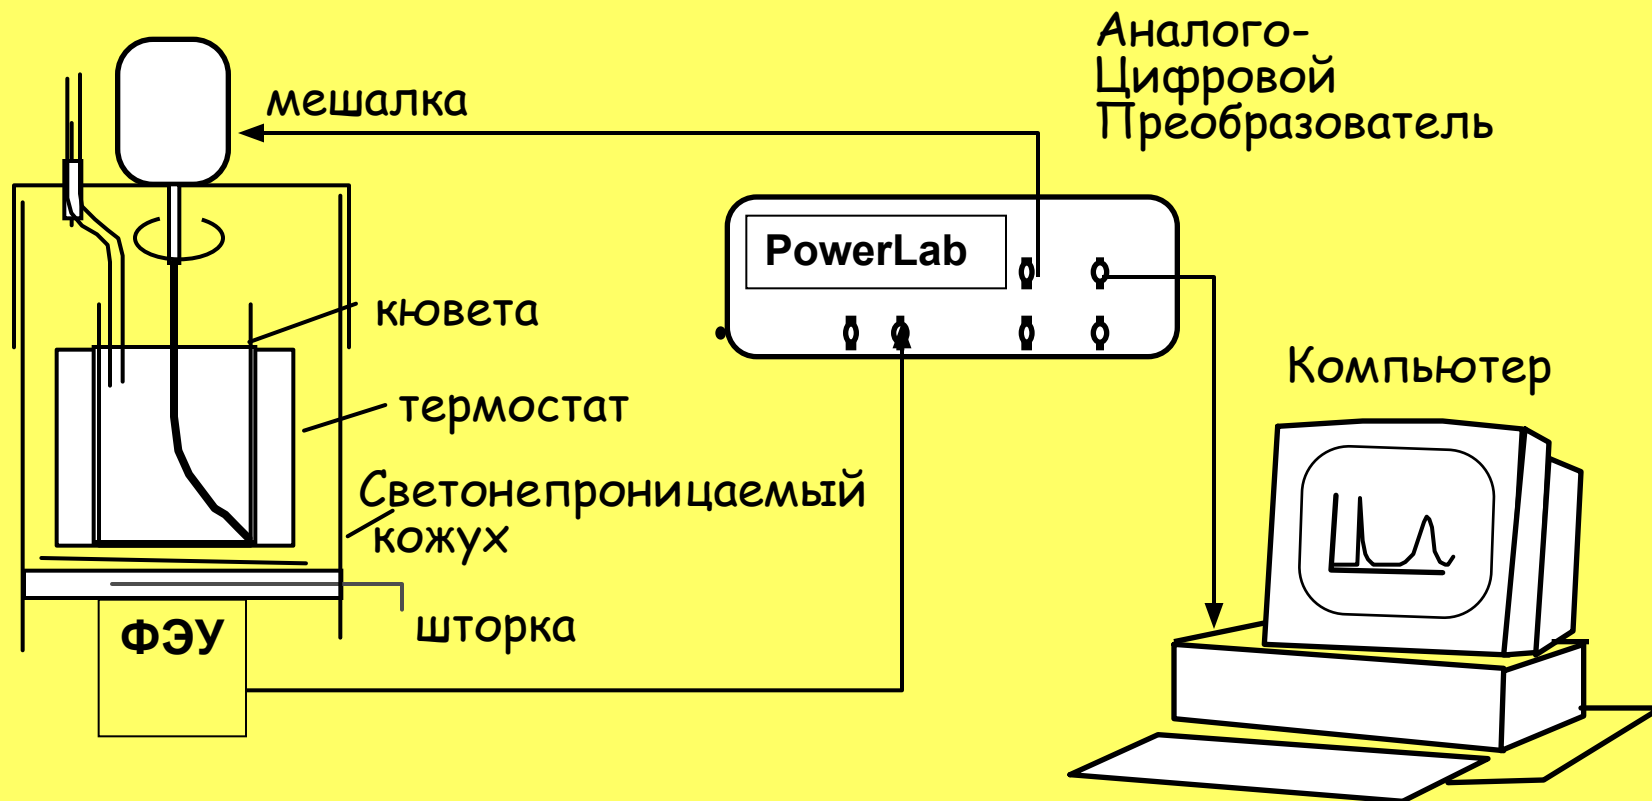 Аналого-
Цифровой
Преобразователь
мешалка
PowerLab
кювета
Компьютер
термостат
Светонепроницаемый
кожух
шторка
ФЭУ